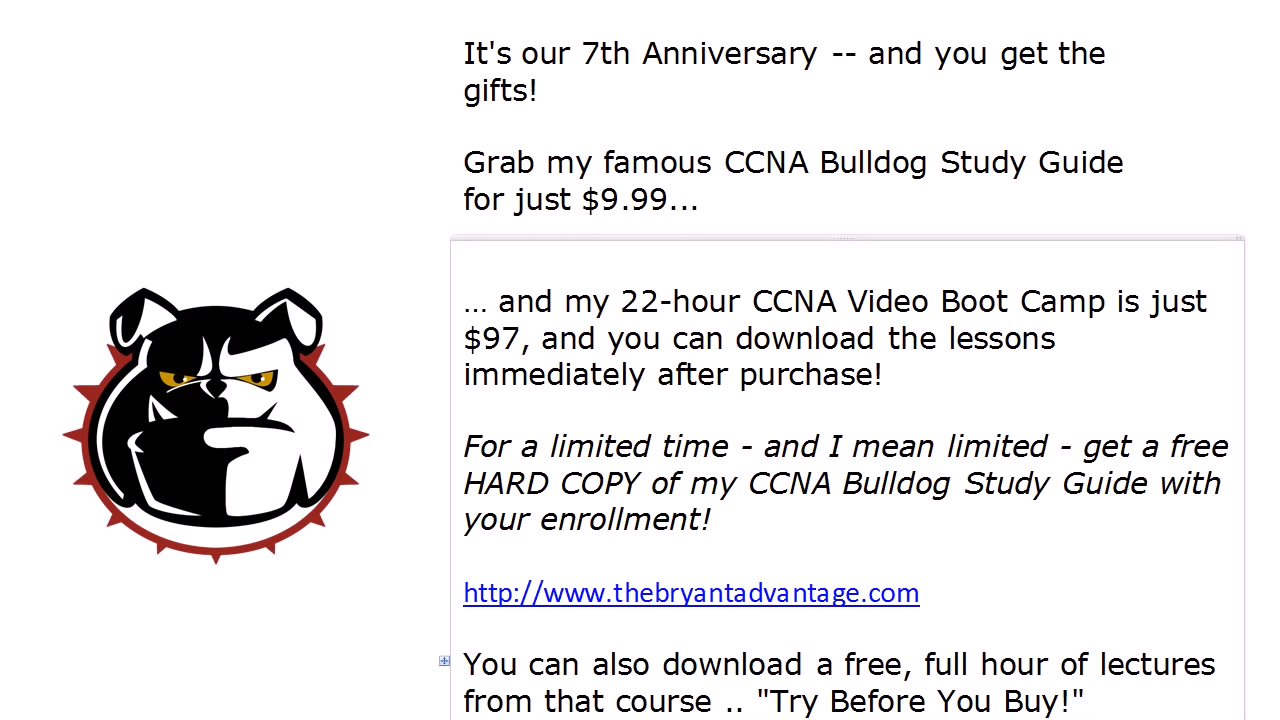 It's our 7th Anniversary -- and you get the
gifts!
Grab my famous CCNA Bulldog Study Guide
for just $9.99...
... and my 22-hour CCNA Video Boot Camp is just
$97, and you can download the lessons
immediately after purchase!
For a limited time - and I mean limited - get a free
HARD COPY of my CCNA Bulldog Study Guide with
your enrollment!
http://www.thebryantadvantage.com
You can also download a free, full hour of lectures
from that course .. "Try Before You Buy!"